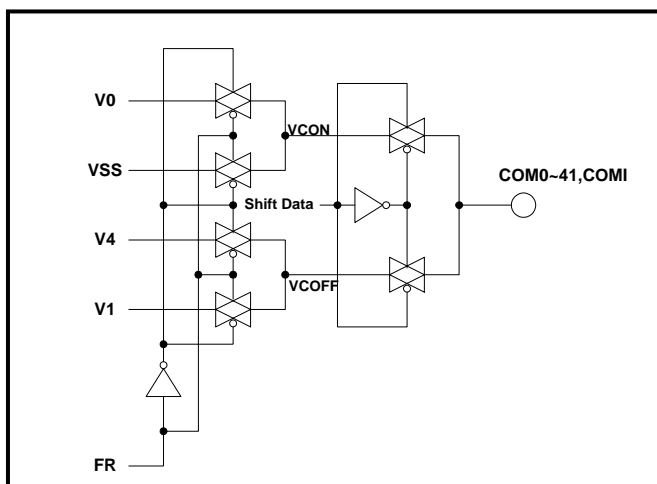 V0
VCON
VSS
COM0~41,COMI
Shift Data
V4
VCOFF
V1
FR